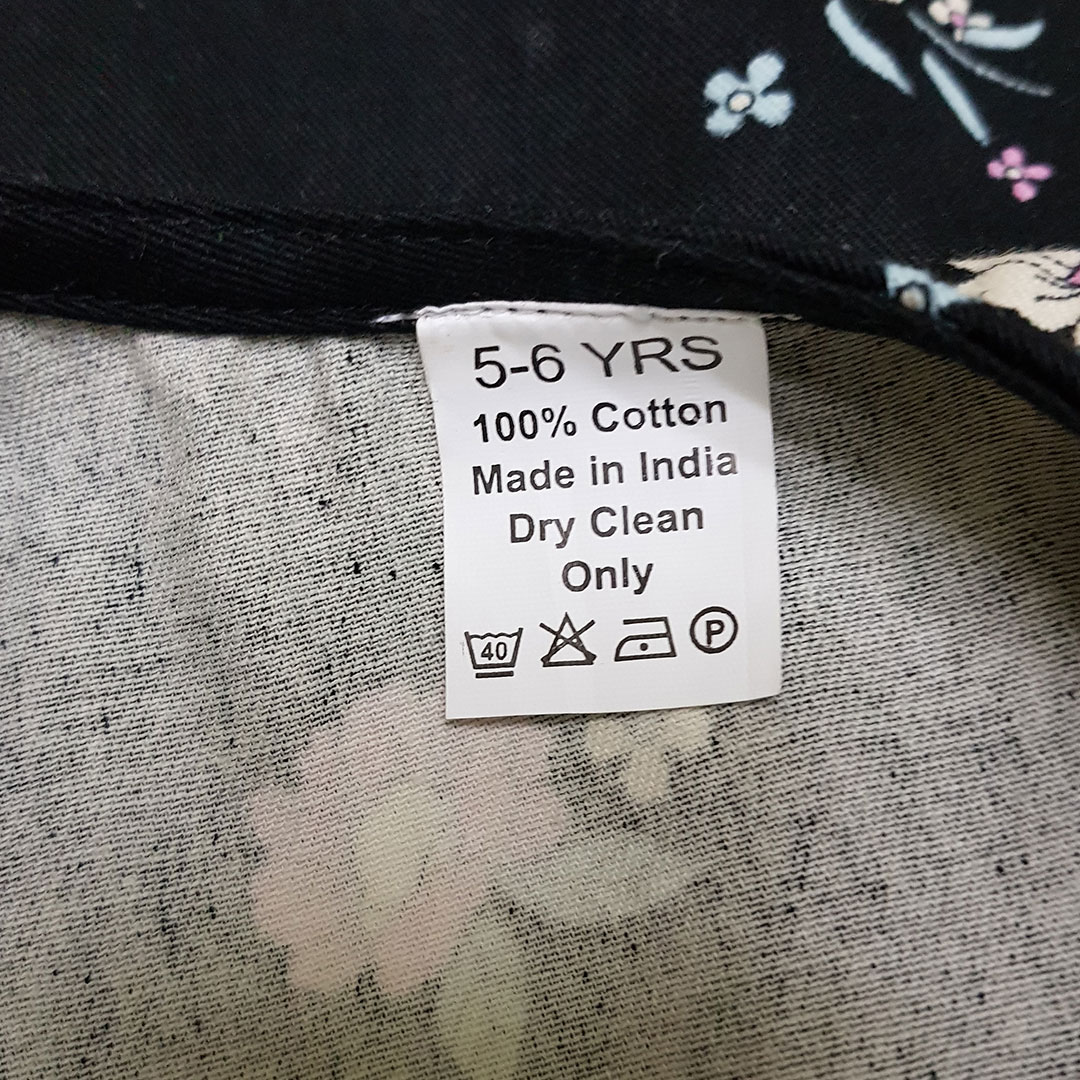 5-6 YRS
100% Cotton
Made in India
Dry Clean
Only
40 P